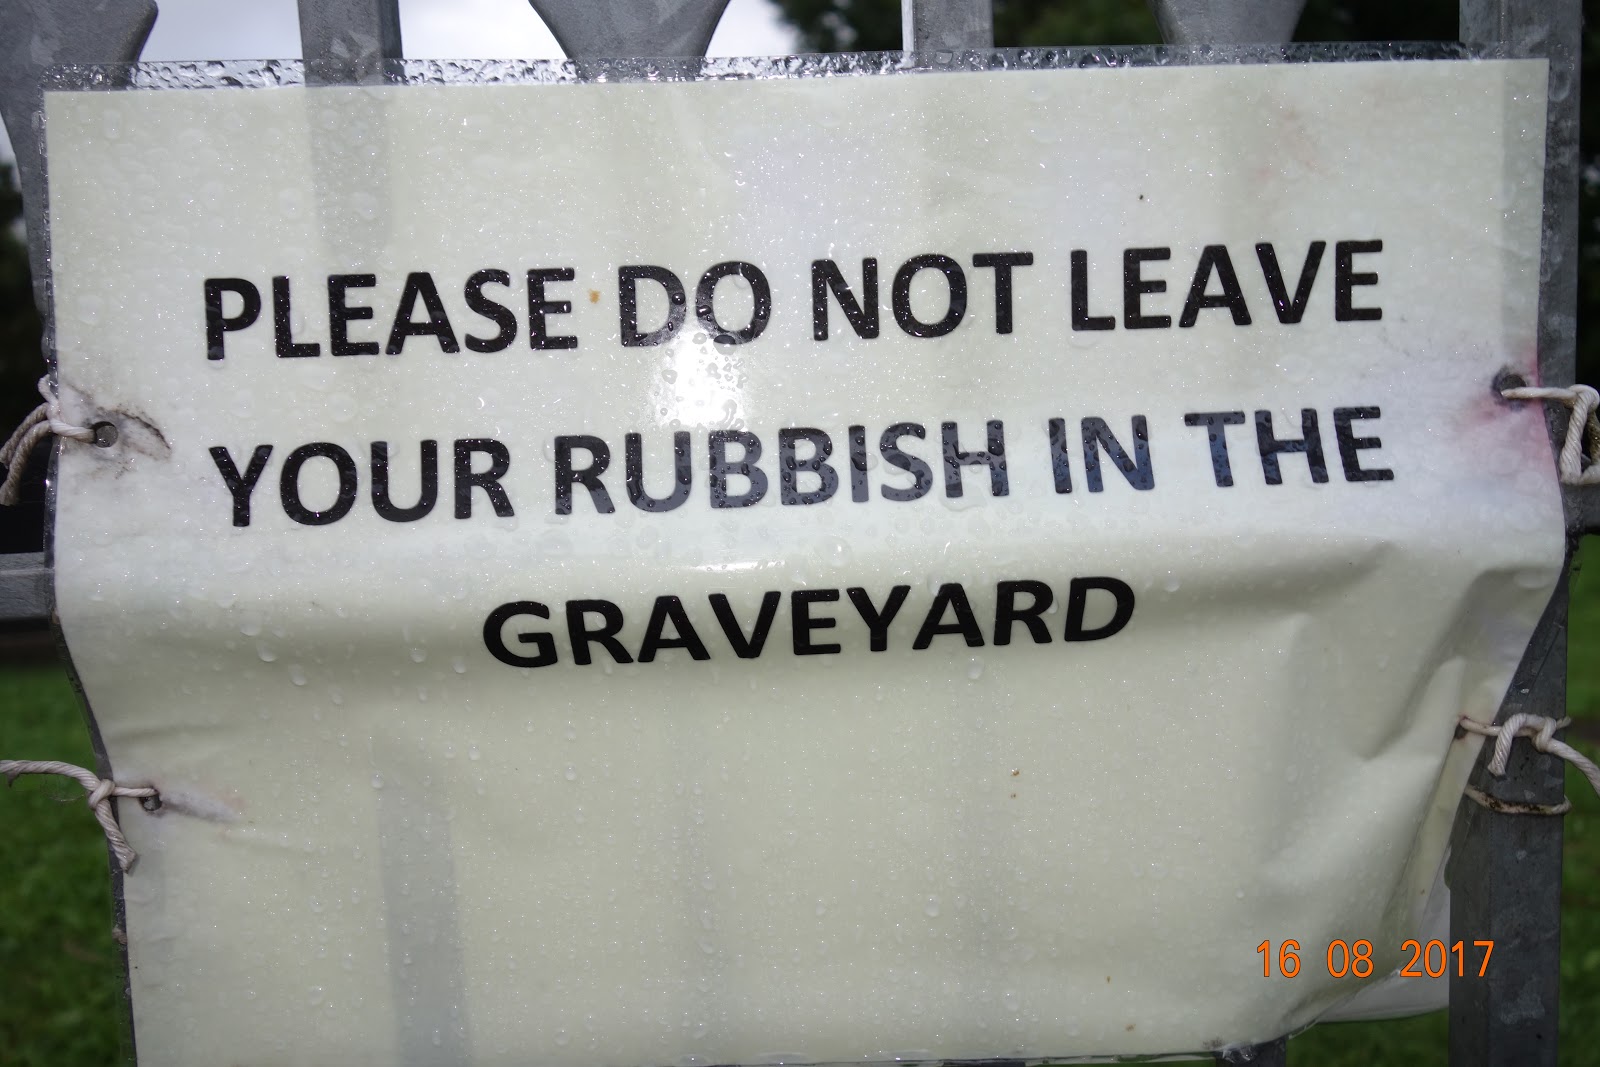 PLEASE DO NOT LEAVE
YOUR RUBBISH IN THE
GRAVEYARD
16 08 2017